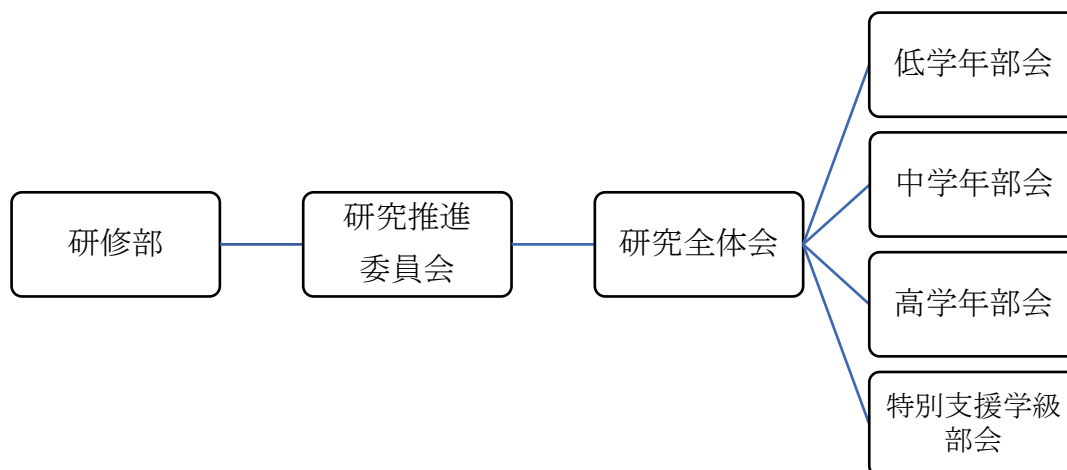 研修部
研究推進
委員会
研究全体会
低学年部会
中学年部会
高学年部会
特別支援学級
部会